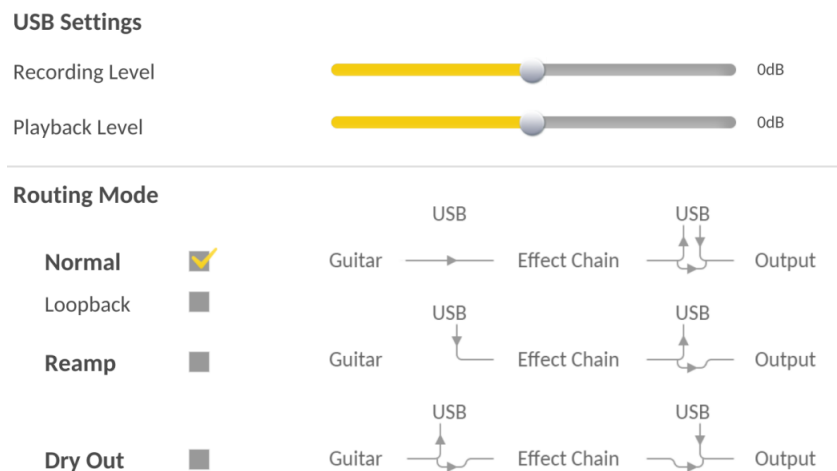 USB Settings
Recording Level 0dB
Playback Level 0dB
Routing Mode
USB USB
Normal Guitar Effect Chain Output
Loopback
USB USB
Reamp Guitar Effect Chain Output
USB USB
Dry Out Guitar Effect Chain Output